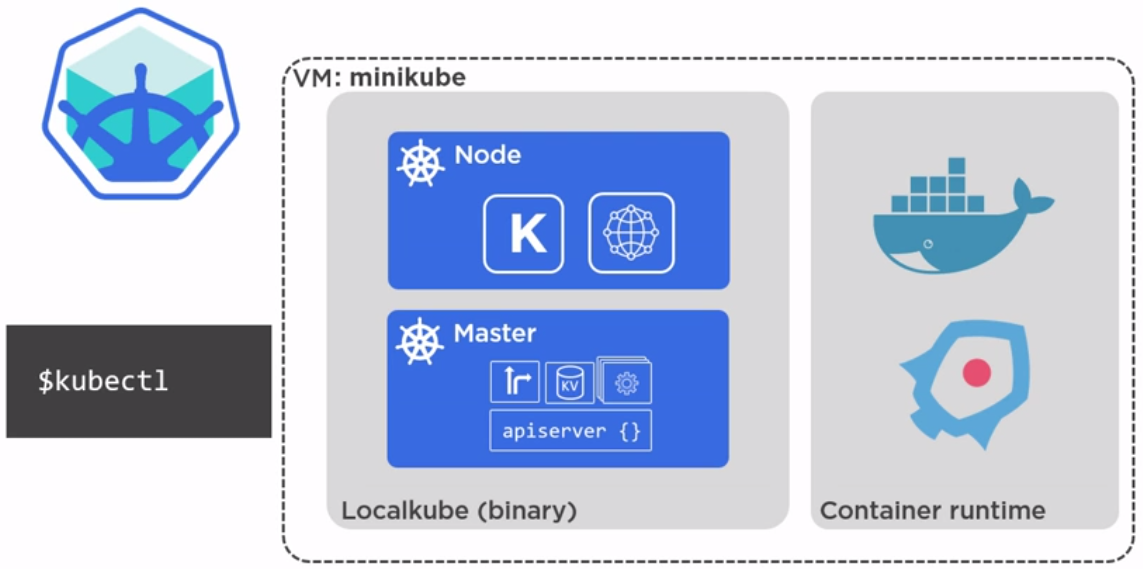 VM: minikube
Node
K
Master
KV
apiserver {}
$kubectl
Localkube (binary)
Container runtime